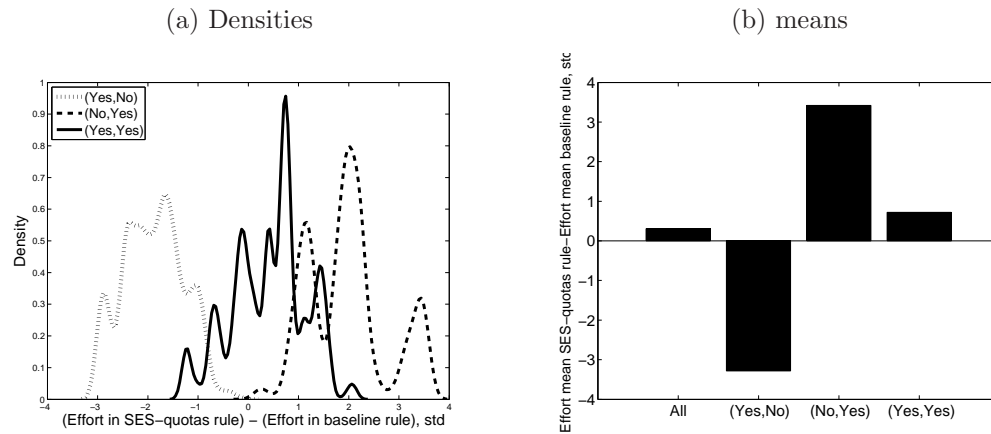 (a) Densities
1
0.9
0.8
0.7
0.6
0.5
0.4
0.3
0.2
0.1
0
Density
(Yes,No)
(No,Yes)
(Yes,Yes)
−4 −3 −2 −1 0 1 2 3 4
(Effort in SES−quotas rule) − (Effort in baseline rule), std
(b) means
4
3
2
1
0
−1
−2
−3
−4
Effort mean SES−quotas rule−Effort mean baseline rule, std
All (Yes,No) (No,Yes) (Yes,Yes)